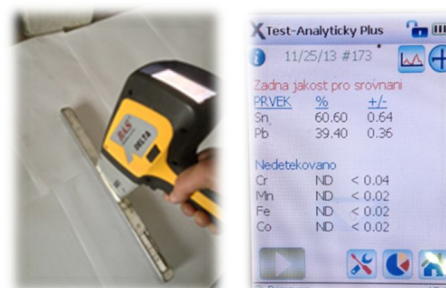 DELTA
Test-Analyticky Plus
11/25/13 #173
Zadna jakost pro srovnani
PRVEK % +/-
Sn 60.60 0.64
Pb 39.40 0.36
Nedetekovano
Cr ND < 0.04
Mn ND < 0.02
Fe ND < 0.02
Co ND < 0.02